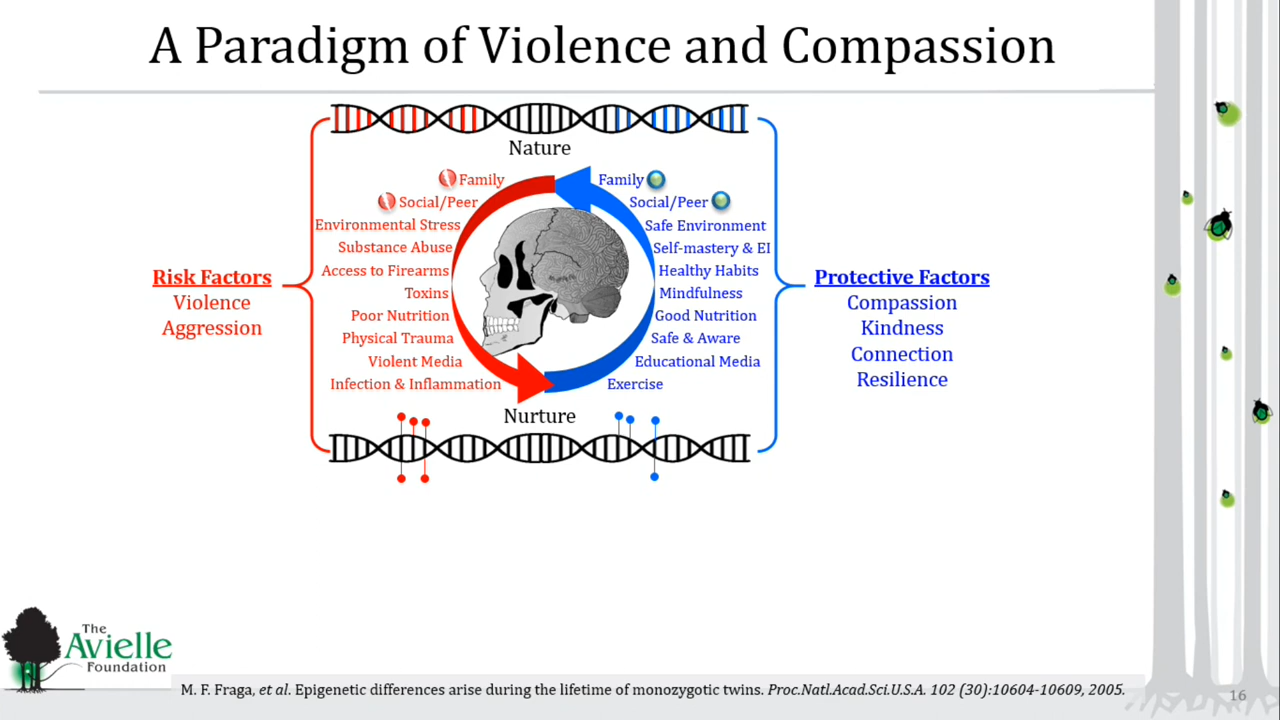 A Paradigm of Violence and Compassion
Nature
Family
Social/Peer
Environmental Stress
Substance Abuse
Access to Firearms
Toxins
Poor Nutrition
Physical Trauma
Violent Media
Infection & Inflammation
Family
Social/Peer
Safe Environment
Self-mastery & EI
Healthy Habits
Mindfulness
Good Nutrition
Safe & Aware
Educational Media
Exercise
Nurture
Risk Factors
Violence
Aggression
Protective Factors
Compassion
Kindness
Connection
Resilience
The
Avielle
Foundation
M. F. Fraga, et al. Epigenetic differences arise during the lifetime of monozygotic twins. Proc.Natl.Acad.Sci.U.S.A. 102 (30):10604-10609, 2005.
16